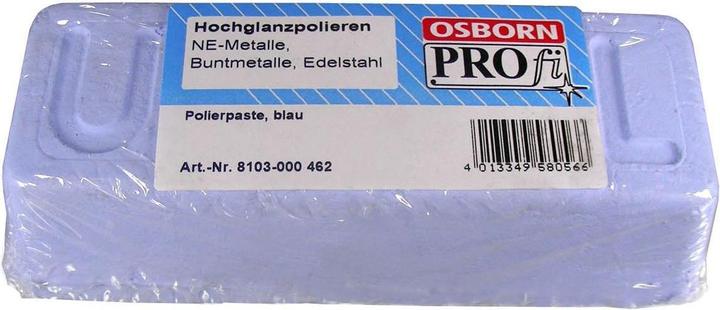 Hochglanzpolieren
NE-Metalle,
Buntmetalle, Edelstahl
OSBORN
PROfi
Polierpaste, blau
Art.-Nr. 8103-000 462
4 013349 580566